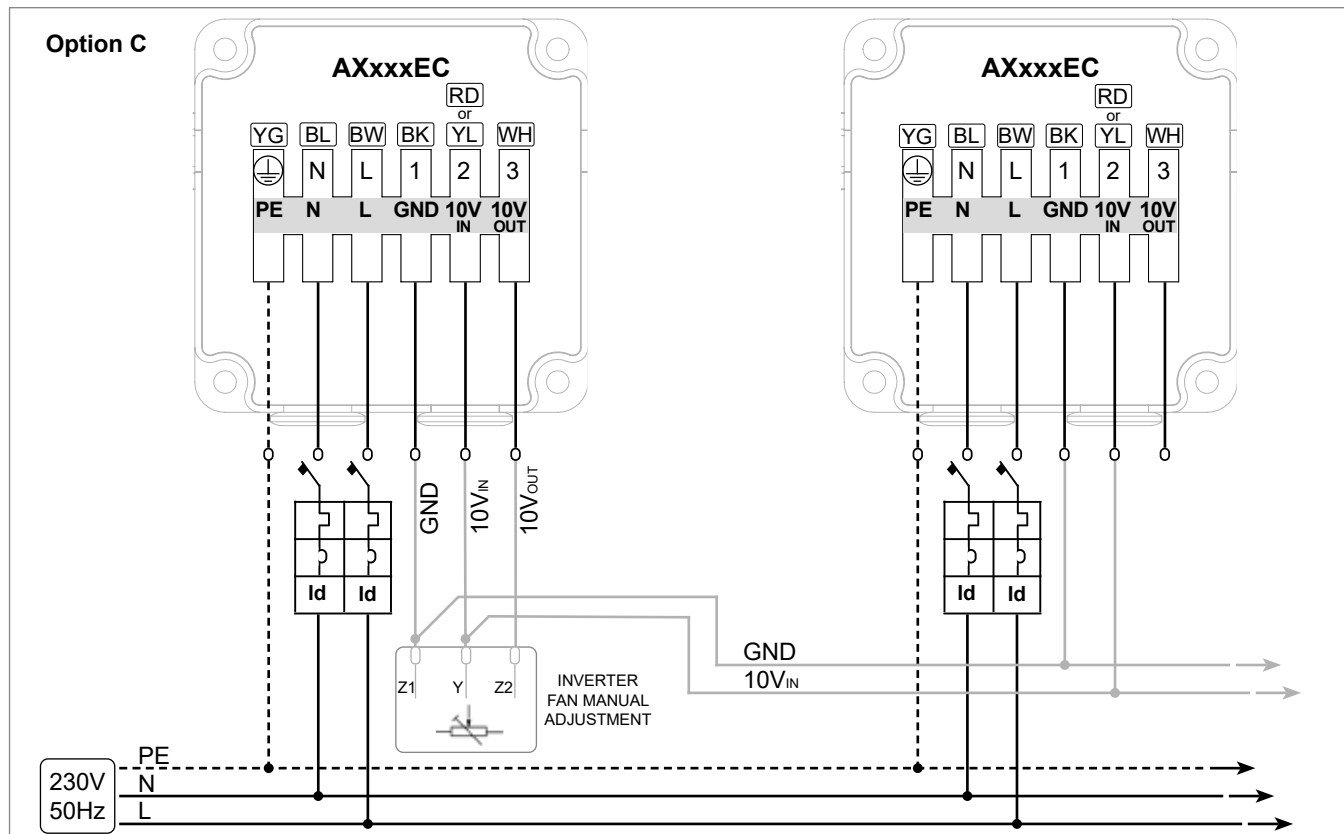 Option C
AXxxxEC
RD
or
YG BL BW BK YL WH
N L 1 2 3
PE N L GND 10V 10V
IN OUT
GND
10VIN
10VOUT
Id Id
Z1 Y Z2
INVERTER
FAN MANUAL
ADJUSTMENT
AXxxxEC
RD
or
YG BL BW BK YL WH
N L 1 2 3
PE N L GND 10V 10V
IN OUT
Id Id
GND
10VIN
230V
50Hz
PE
N
L